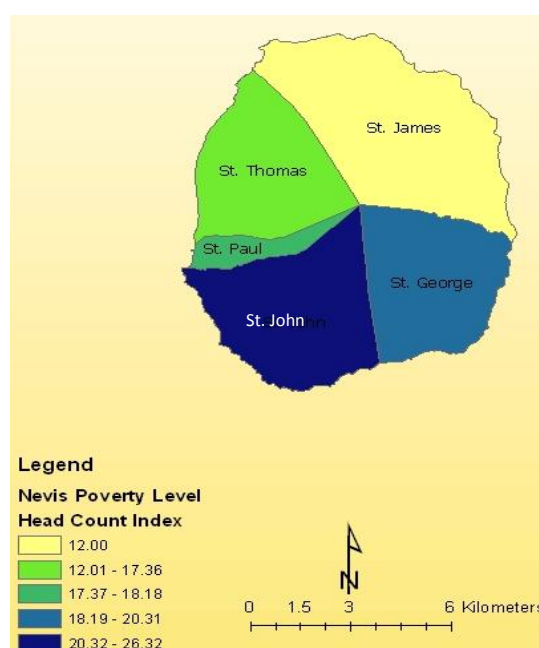 St. James
St. Thomas
St. Paul
St. George
St. John
Legend
Nevis Poverty Level
Head Count Index
12.00
12.01 - 17.36
17.37 - 18.18
18.19 - 20.31
20.32 - 26.32
N
0 1.5 3 6 Kilometers